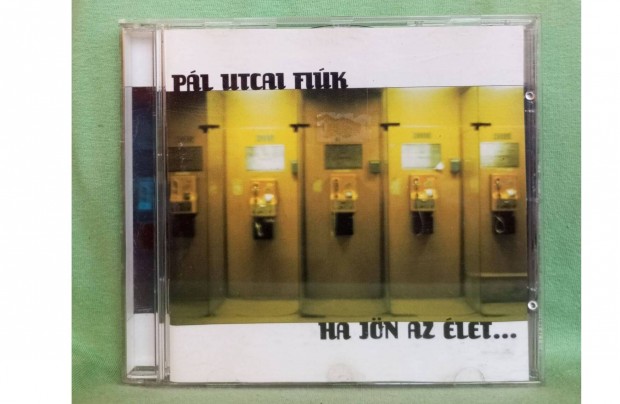 PÁL UTCAI FIÚK
HA JÖN AZ ÉLET...